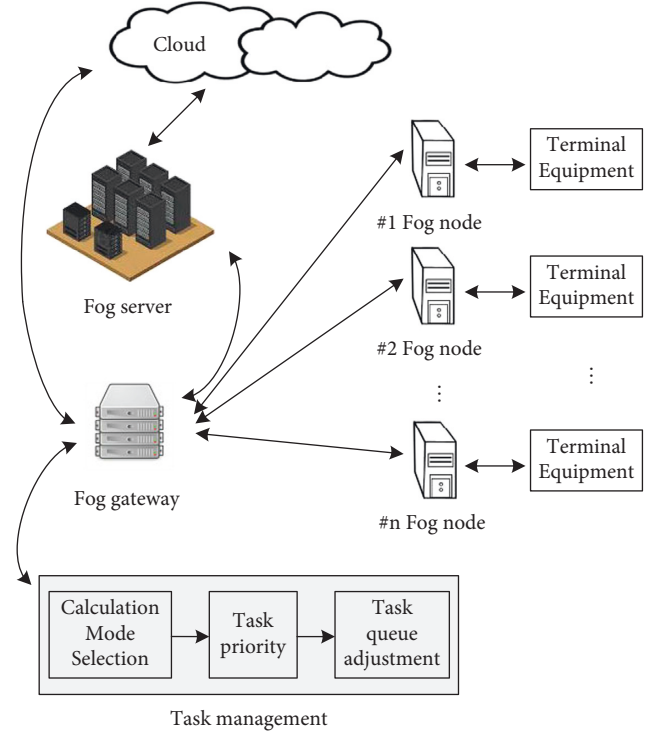 Cloud
Fog server
Fog gateway
#1 Fog node
Terminal
Equipment
#2 Fog node
Terminal
Equipment
⋮
⋮
#n Fog node
Terminal
Equipment
Calculation
Mode
Selection
Task
priority
Task
queue
adjustment
Task management